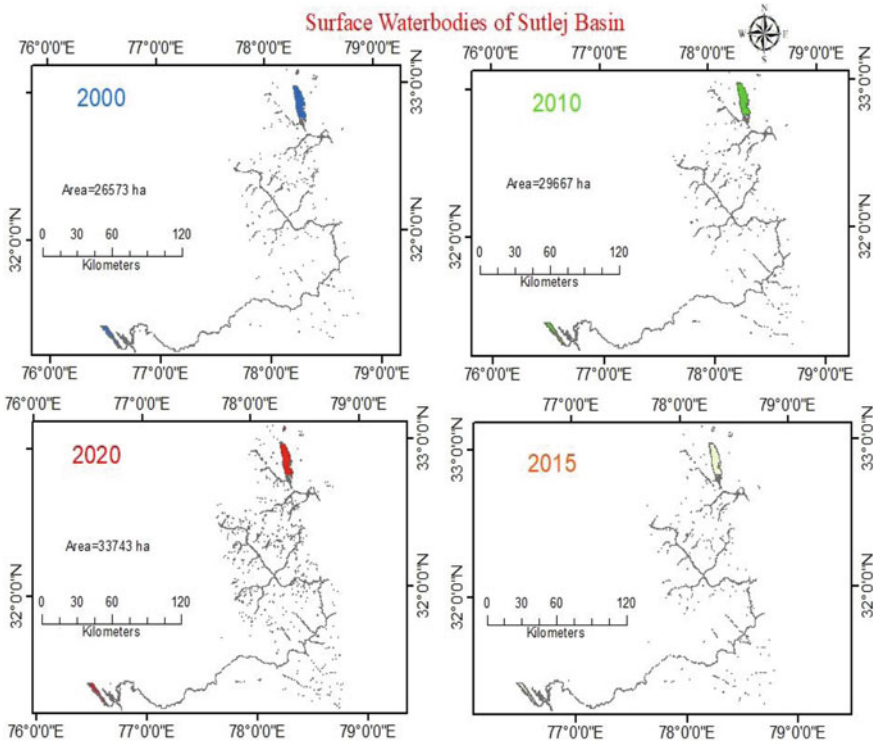 Surface Waterbodies of Sutlej Basin
N
W E
S
76°0'0"E 77°0'0"E 78°0'0"E 79°0'0"E
2000
Area=26573 ha
0 30 60 120
Kilometers
33°0'0"N
32°0'0"N
32°0'0"N
76°0'0"E 77°0'0"E 78°0'0"E 79°0'0"E
77°0'0"E 78°0'0"E 79°0'0"E
2010
Area=29667 ha
0 30 60 120
Kilometers
33°0'0"N
32°0'0"N
32°0'0"N
76°0'0"E 77°0'0"E 78°0'0"E 79°0'0"E
76°0'0"E 77°0'0"E 78°0'0"E 79°0'0"E
2020
Area=33743 ha
0 30 60 120
Kilometers
33°0'0"N
32°0'0"N
32°0'0"N
76°0'0"E 77°0'0"E 78°0'0"E 79°0'0"E
77°0'0"E 78°0'0"E 79°0'0"E
2015
0 30 60 120
Kilometers
33°0'0"N
32°0'0"N
32°0'0"N
77°0'0"E 78°0'0"E 79°0'0"E